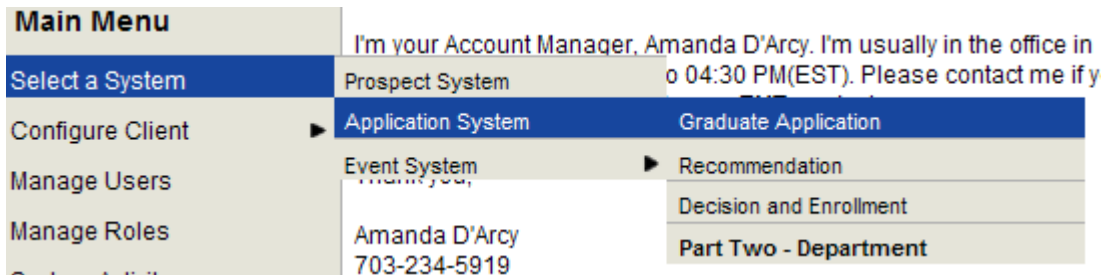 Main Menu
I'm your Account Manager, Amanda D'Arcy. I'm usually in the office in
Select a System
Prospect System
o 04:30 PM(EST). Please contact me if y
Configure Client
Application System
Graduate Application
Event System
Recommendation
Manage Users
Decision and Enrollment
Manage Roles
Amanda D'Arcy
Part Two - Department
703-234-5919